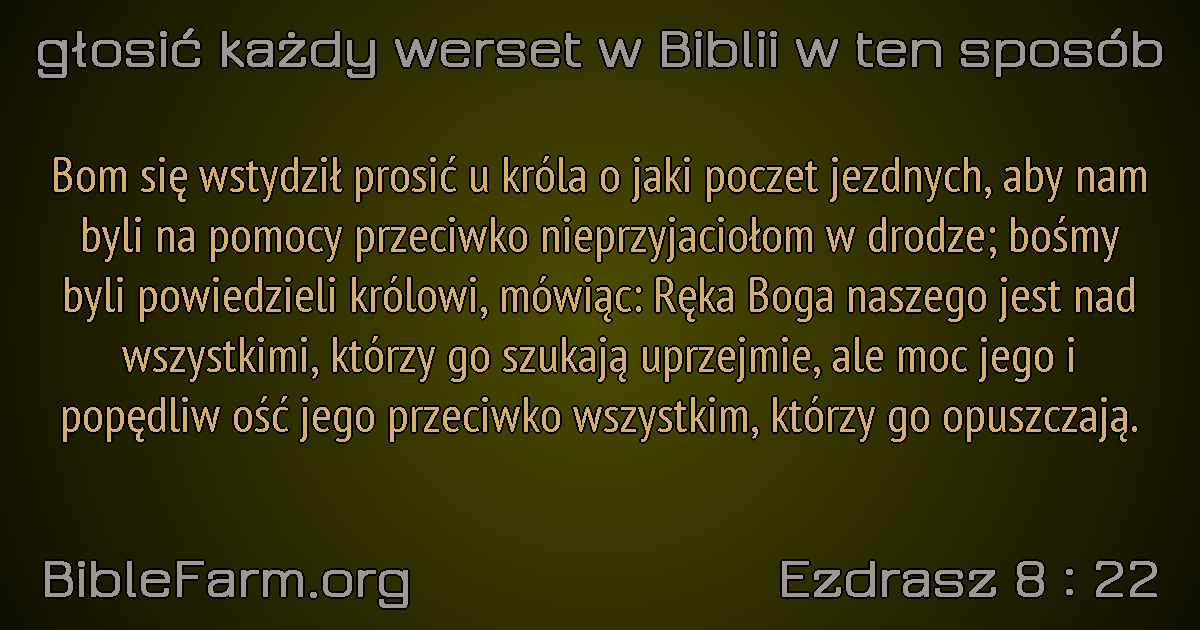 głosić każdy werset w Biblii w ten sposób
Bom się wstydził prosić u króla o jaki poczet jezdnych, aby nam
byli na pomocy przeciwko nieprzyjaciołom w drodze; bośmy
byli powiedzieli królowi, mówiąc: Ręka Boga naszego jest nad
wszystkimi, którzy go szukają uprzejmie, ale moc jego i
popędliw ość jego przeciwko wszystkim, którzy go opuszczają.
BibleFarm.org
Ezdrasz 8 : 22